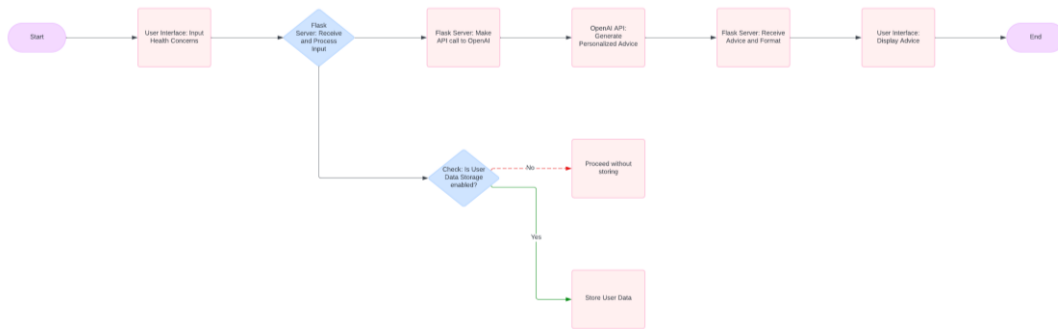 Start
User Interface: Input
Health Concerns
Flask
Server: Receive
and Process
Input
Flask Server: Make
API call to OpenAI
OpenAI API:
Generate
Personalized Advice
Flask Server: Receive
Advice and Format
User Interface:
Display Advice
End
Check: Is User
Data Storage
enabled?
No
Proceed without
storing
Yes
Store User Data